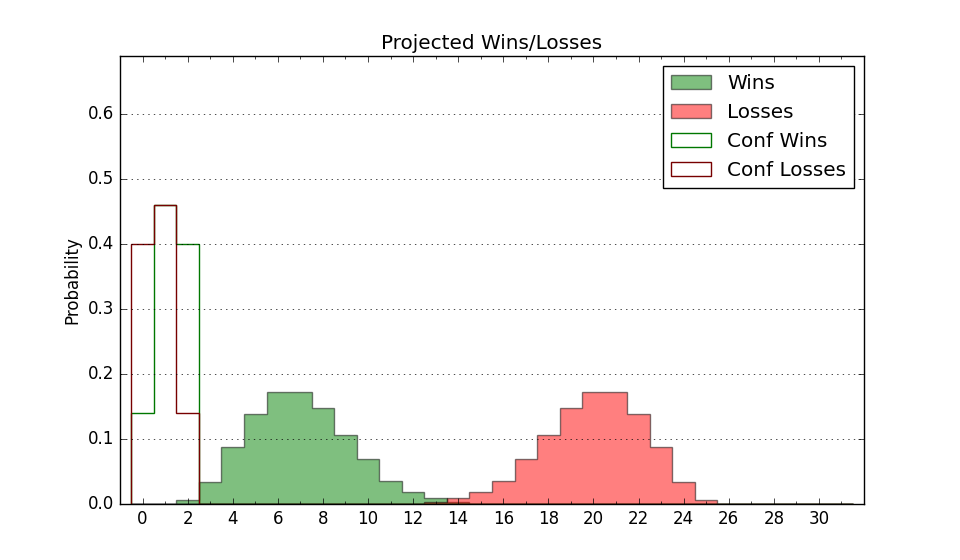 Projected Wins/Losses
Wins
Losses
Conf Wins
Conf Losses
Probability
0.6
0.5
0.4
0.3
0.2
0.1
0.0
0 2 4 6 8 10 12 14 16 18 20 22 24 26 28 30